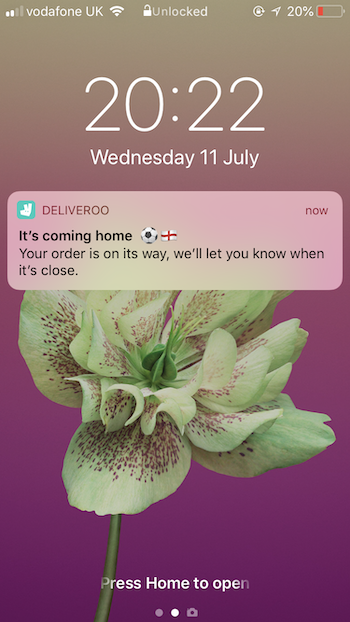 vodafone UK Unlocked 20%
20:22
Wednesday 11 July
DELIVEROO now
It's coming home ⚽🏴󠁧󠁢󠁥󠁮󠁧󠁿
Your order is on its way, we'll let you know when
it's close.
Press Home to open